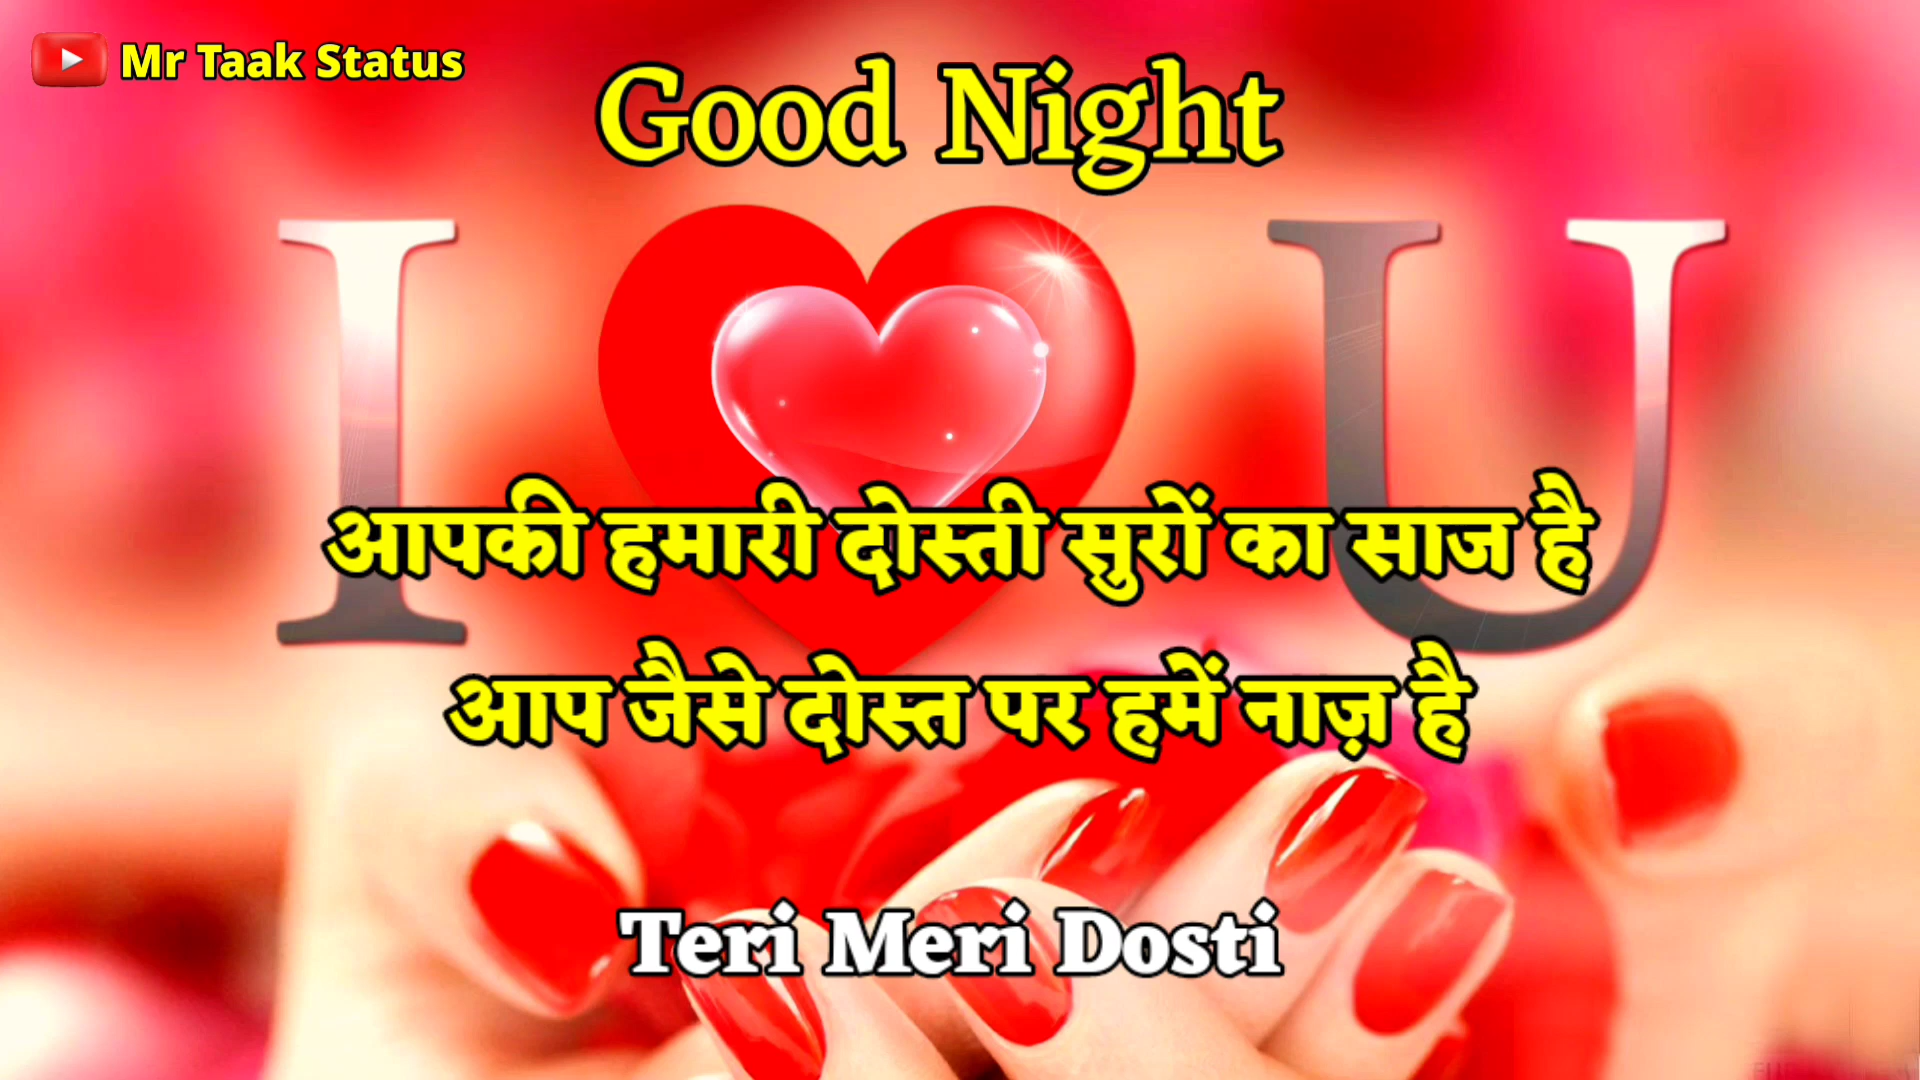 Mr Taak Status
Good Night
I U
आपकी हमारी दोस्ती सुरों का साज है
आप जैसे दोस्त पर हमें नाज़ है
Teri Meri Dosti